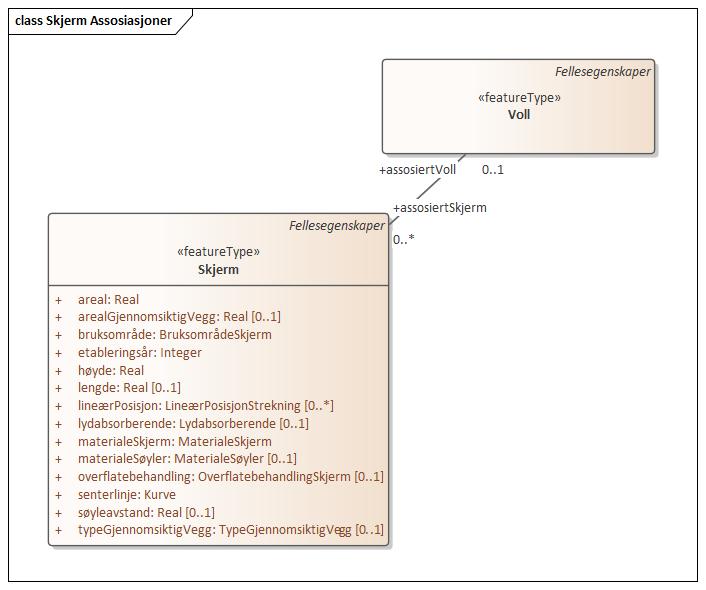 class Skjerm Assosiasjoner
Fellesegenskaper
«featureType»
Voll
+assosiertVoll 0..1
+assosiertSkjerm
0..*
Fellesegenskaper
«featureType»
Skjerm
+ areal: Real
+ arealGjennomsiktigVegg: Real [0..1]
+ bruksområde: BruksområdeSkjerm
+ etableringsår: Integer
+ høyde: Real
+ lengde: Real [0..1]
+ lineærPosisjon: LineærPosisjonStrekning [0..*]
+ lydabsorberende: Lydabsorberende [0..1]
+ materialeSkjerm: MaterialeSkjerm
+ materialeSøyler: MaterialeSøyler [0..1]
+ overflatebehandling: OverflatebehandlingSkjerm [0..1]
+ senterlinje: Kurve
+ søyleavstand: Real [0..1]
+ typeGjennomsiktigVegg: TypeGjennomsiktigVegg [0..1]